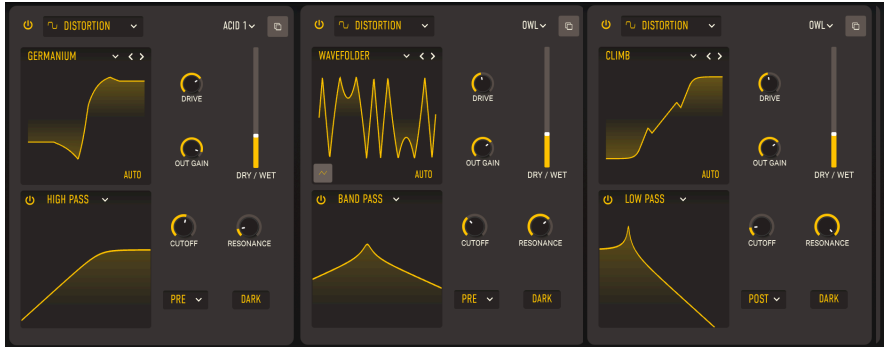 DISTORTION ACID 1
GERMANIUM
DRIVE
OUT GAIN
AUTO
DRY / WET
HIGH PASS
CUTOFF RESONANCE
PRE DARK
DISTORTION OWL
WAVEFOLDER
DRIVE
OUT GAIN
AUTO
DRY / WET
BAND PASS
CUTOFF RESONANCE
PRE DARK
DISTORTION OWL
CLIMB
DRIVE
OUT GAIN
AUTO
DRY / WET
LOW PASS
CUTOFF RESONANCE
POST DARK